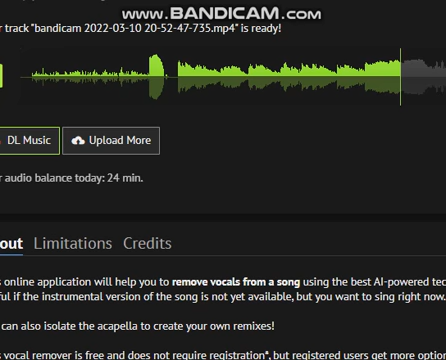 www.BANDICAM.com
r track "bandicam 2022-03-10 20-52-47-735.mp4" is ready!
DL Music
Upload More
r audio balance today: 24 min.
out Limitations Credits
s online application will help you to remove vocals from a song using the best AI-powered tec
ful if the instrumental version of the song is not yet available, but you want to sing right now.
can also isolate the acapella to create your own remixes!
s vocal remover is free and does not require registration*, but registered users get more option